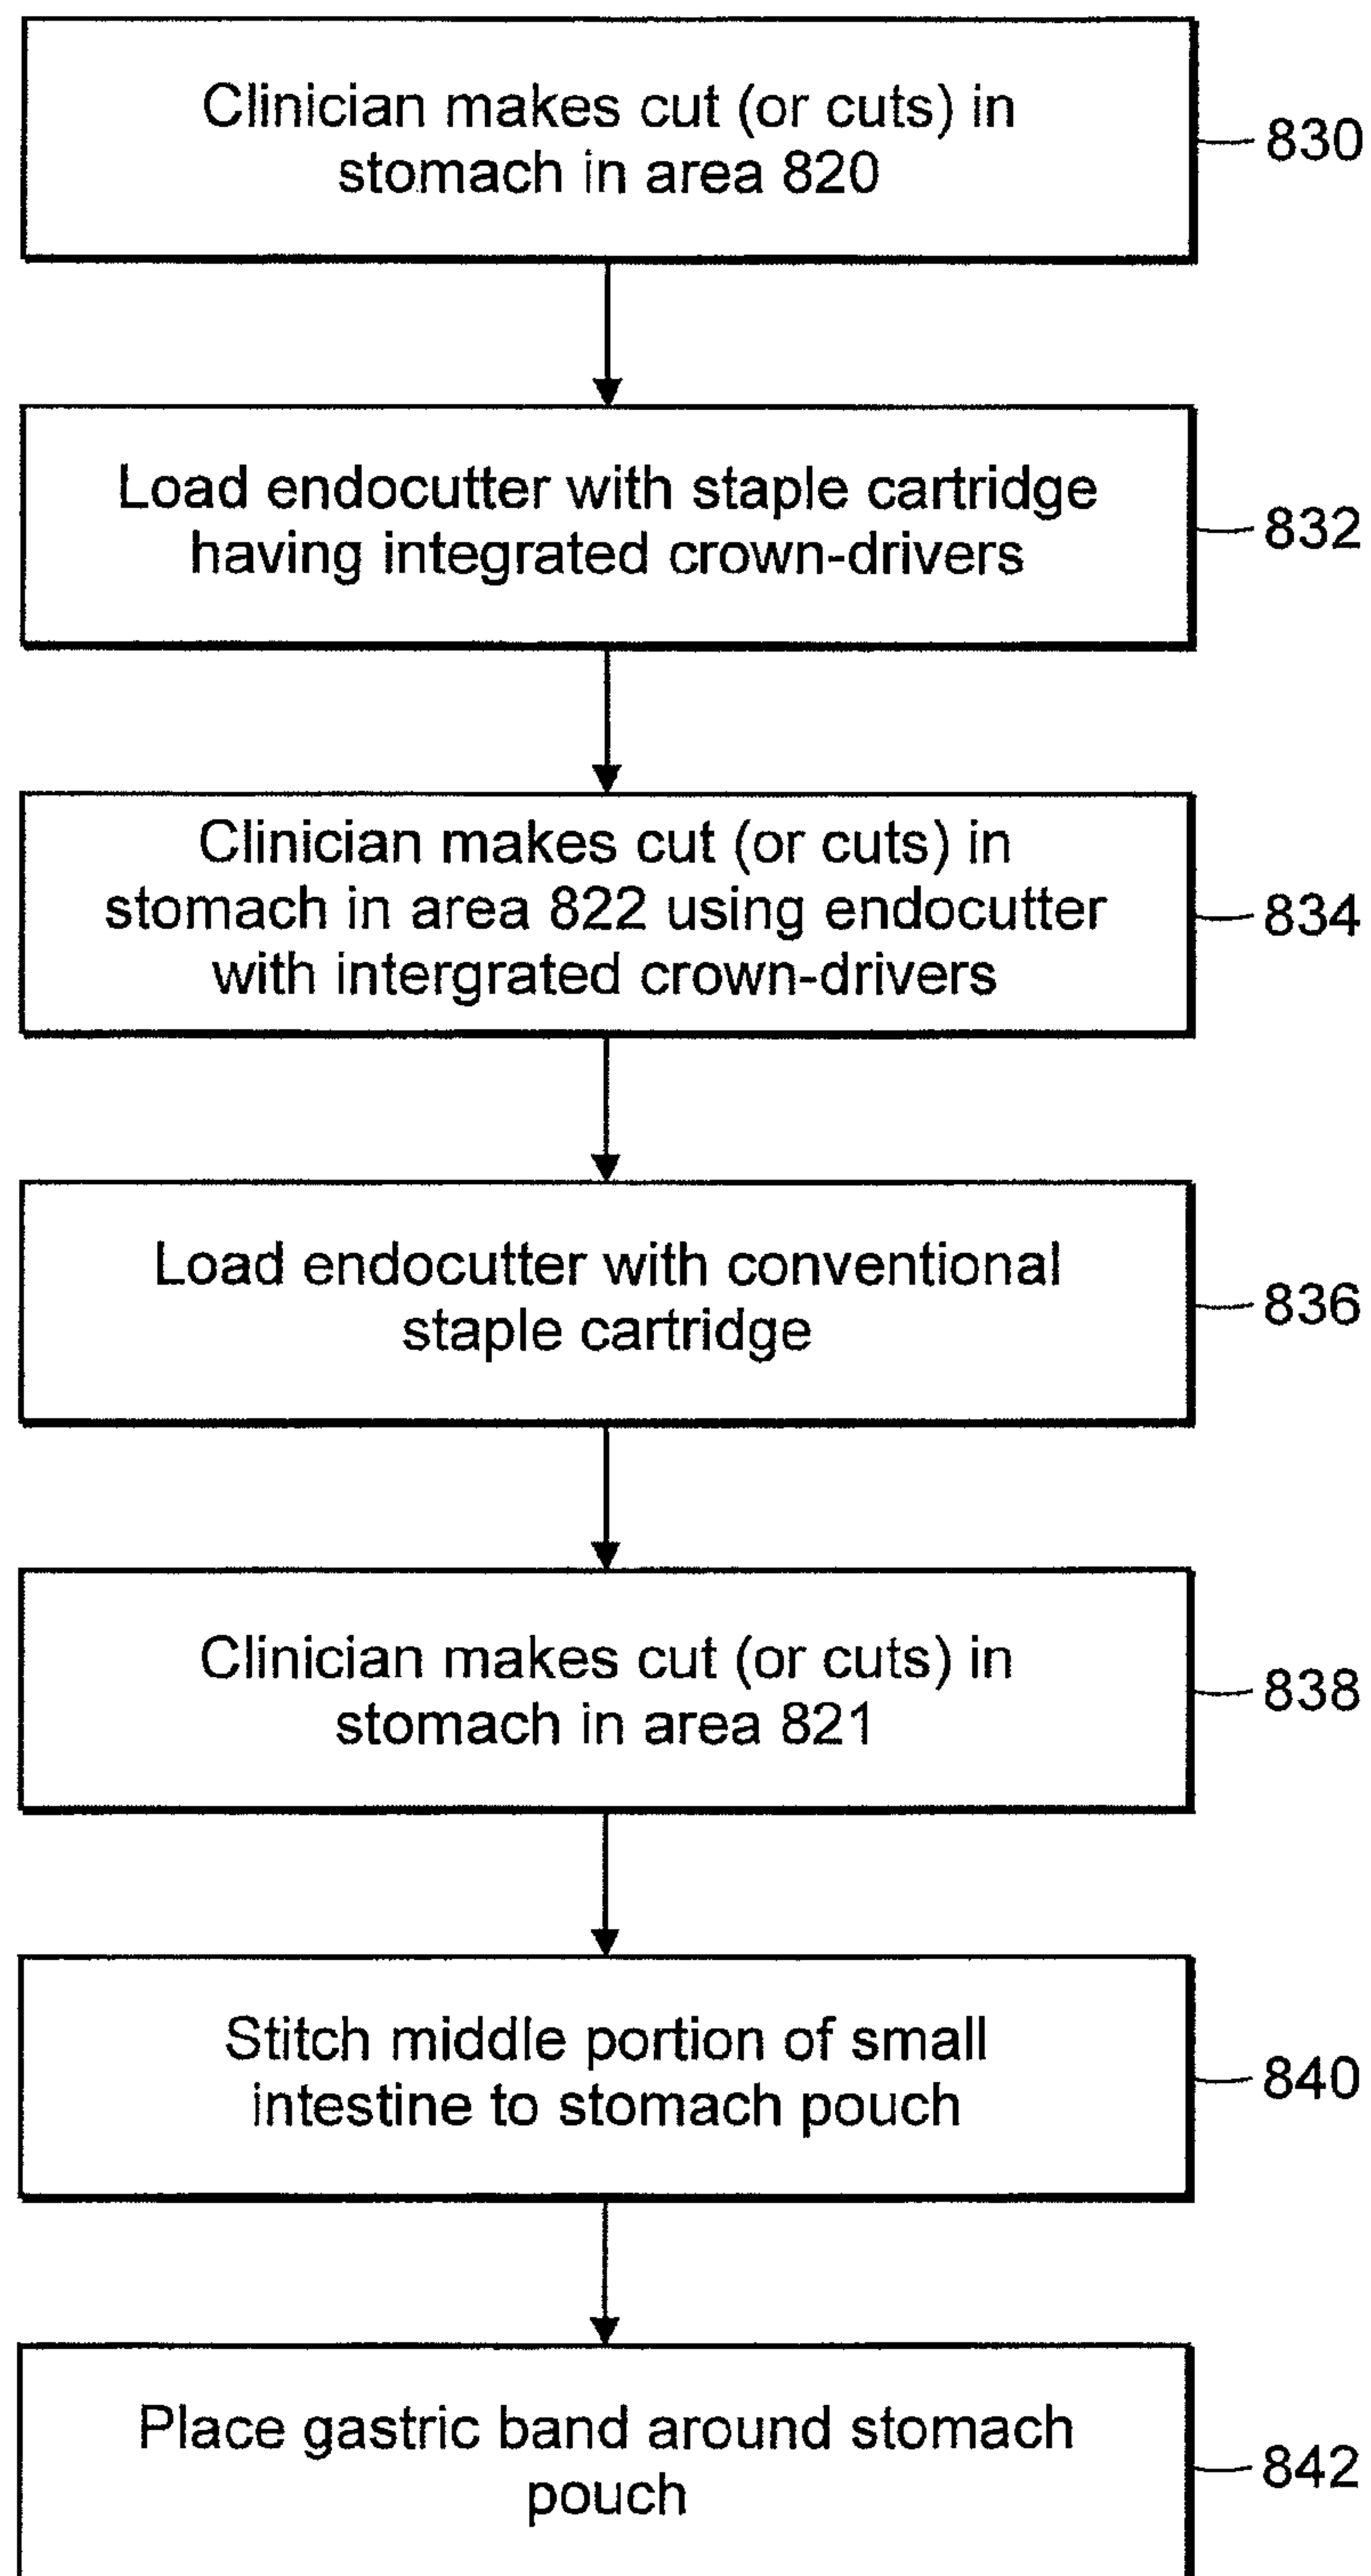 Clinician makes cut (or cuts) in
stomach in area 820
830
Load endocutter with staple cartridge
having integrated crown-drivers
832
Clinician makes cut (or cuts) in
stomach in area 822 using endocutter
with intergrated crown-drivers
834
Load endocutter with conventional
staple cartridge
836
Clinician makes cut (or cuts) in
stomach in area 821
838
Stitch middle portion of small
intestine to stomach pouch
840
Place gastric band around stomach
pouch
842